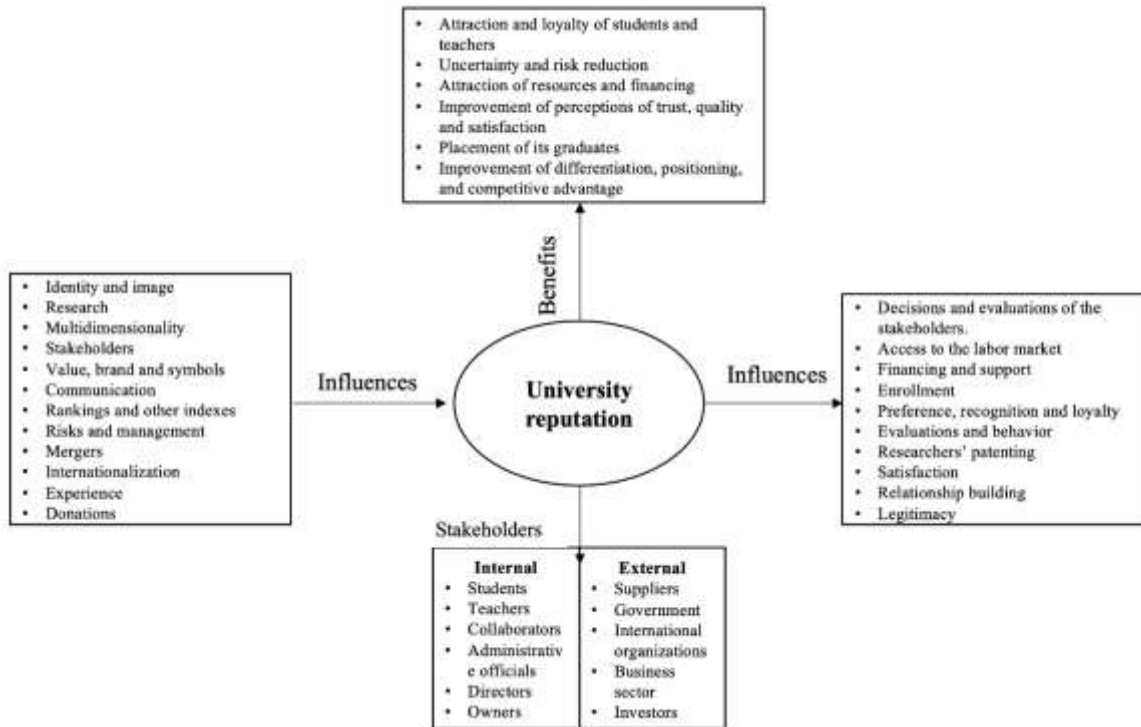 • Attraction and loyalty of students and
teachers
• Uncertainty and risk reduction
• Attraction of resources and financing
• Improvement of perceptions of trust, quality
and satisfaction
• Placement of its graduates
• Improvement of differentiation, positioning,
and competitive advantage
Benefits
• Identity and image
• Research
• Multidimensionality
• Stakeholders
• Value, brand and symbols
• Communication
• Rankings and other indexes
• Risks and management
• Mergers
• Internationalization
• Experience
• Donations
Influences
University
reputation
Influences
• Decisions and evaluations of the
stakeholders.
• Access to the labor market
• Financing and support
• Enrollment
• Preference, recognition and loyalty
• Evaluations and behavior
• Researchers' patenting
• Satisfaction
• Relationship building
• Legitimacy
Stakeholders
Internal
• Students
• Teachers
• Collaborators
• Administrativ
e officials
• Directors
• Owners
External
• Suppliers
• Government
• International
organizations
• Business
sector
• Investors